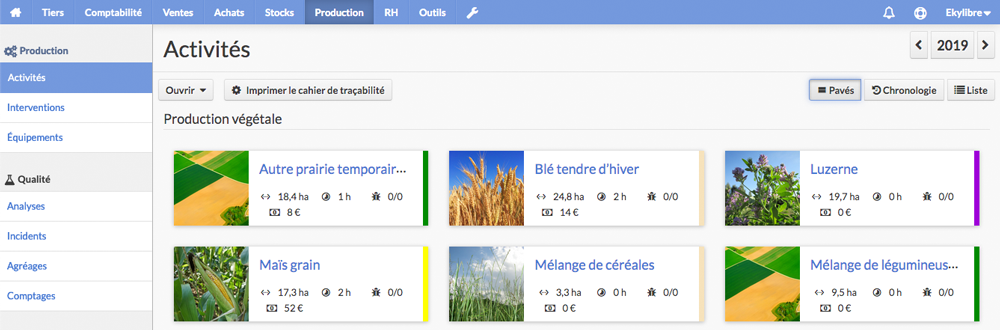 Tiers Comptabilité Ventes Achats Stocks Production RH Outils Ekylibre
Production
Activités
Interventions
Équipements
Qualité
Analyses
Incidents
Agréages
Comptages
Activités
2019
Ouvrir Imprimer le cahier de traçabilité Pavés Chronologie Liste
Production végétale
Autre prairie temporair...
18,4 ha 1 h 0/0
8 €
Blé tendre d'hiver
24,8 ha 2 h 0/0
14 €
Luzerne
19,7 ha 0 h 0/0
0 €
Maïs grain
17,3 ha 2 h 0/0
52 €
Mélange de céréales
3,3 ha 0 h 0/0
0 €
Mélange de légumineus...
9,5 ha 0 h 0/0
0 €